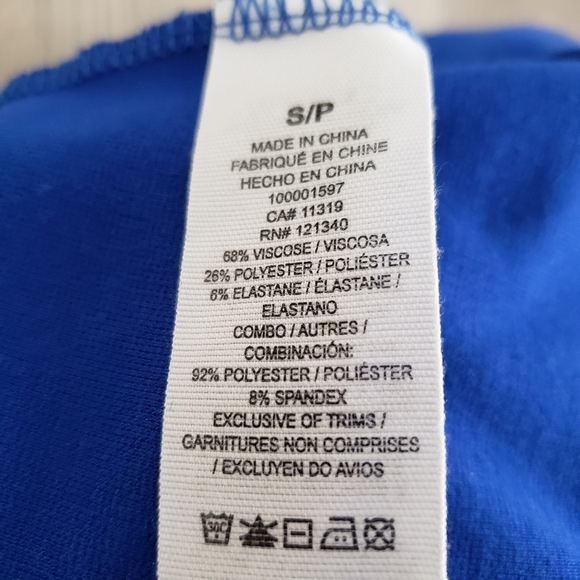 S/P
MADE IN CHINA
FABRIQUÉ EN CHINE
HECHO EN CHINA
100001597
CA# 11319
RN# 121340
68% VISCOSE / VISCOSA
26% POLYESTER / POLIÉSTER
6% ELASTANE / ÉLASTANE /
ELASTANO
COMBO / AUTRES /
COMBINACIÓN:
92% POLYESTER / POLIÉSTER
8% SPANDEX
EXCLUSIVE OF TRIMS /
GARNITURES NON COMPRISES
/ EXCLUYEN DO AVIOS
30C